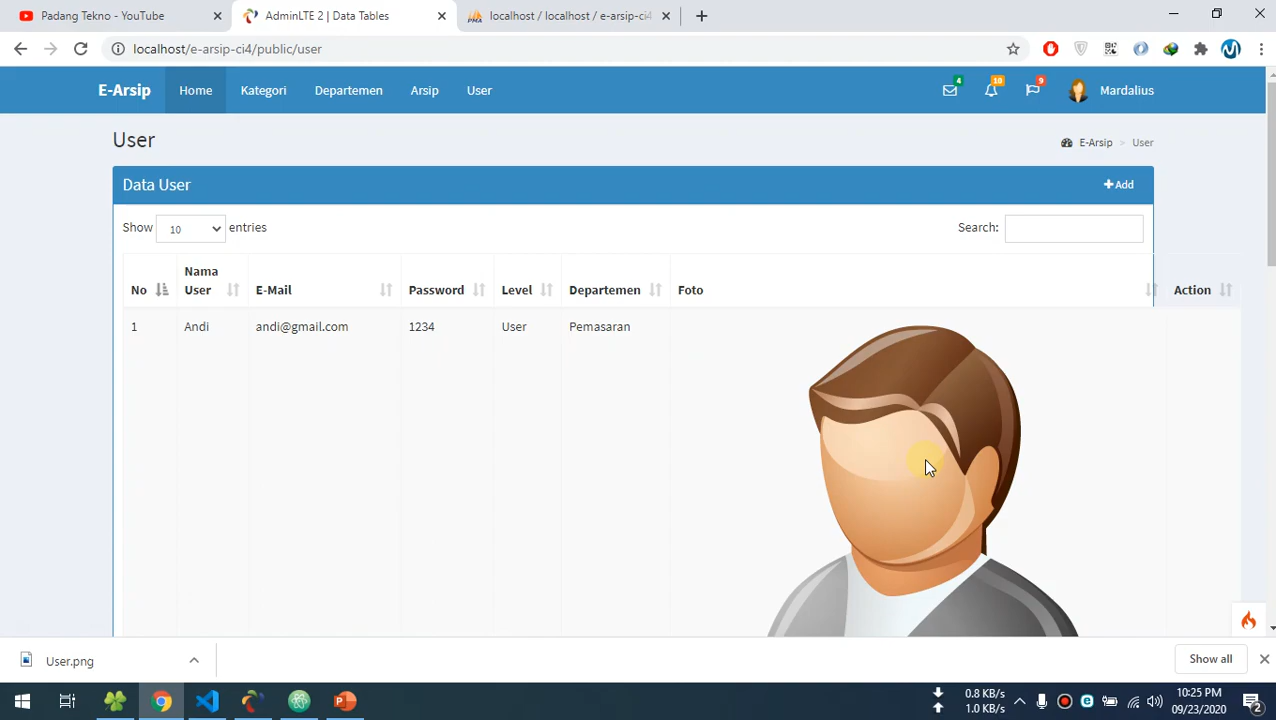 Padang Tekno - YouTube
AdminLTE 2 | Data Tables
localhost / localhost / e-arsip-ci4
localhost/e-arsip-ci4/public/user
E-Arsip Home Kategori Departemen Arsip User 4 10 9 Mardalius
User
E-Arsip > User
Data User
Add
Show 10 entries
Search:
No Nama User E-Mail Password Level Departemen Foto Action
1 Andi andi@gmail.com 1234 User Pemasaran
User.png
Show all
0.8 KB/s
1.0 KB/s
10:25 PM
09/23/2020
2